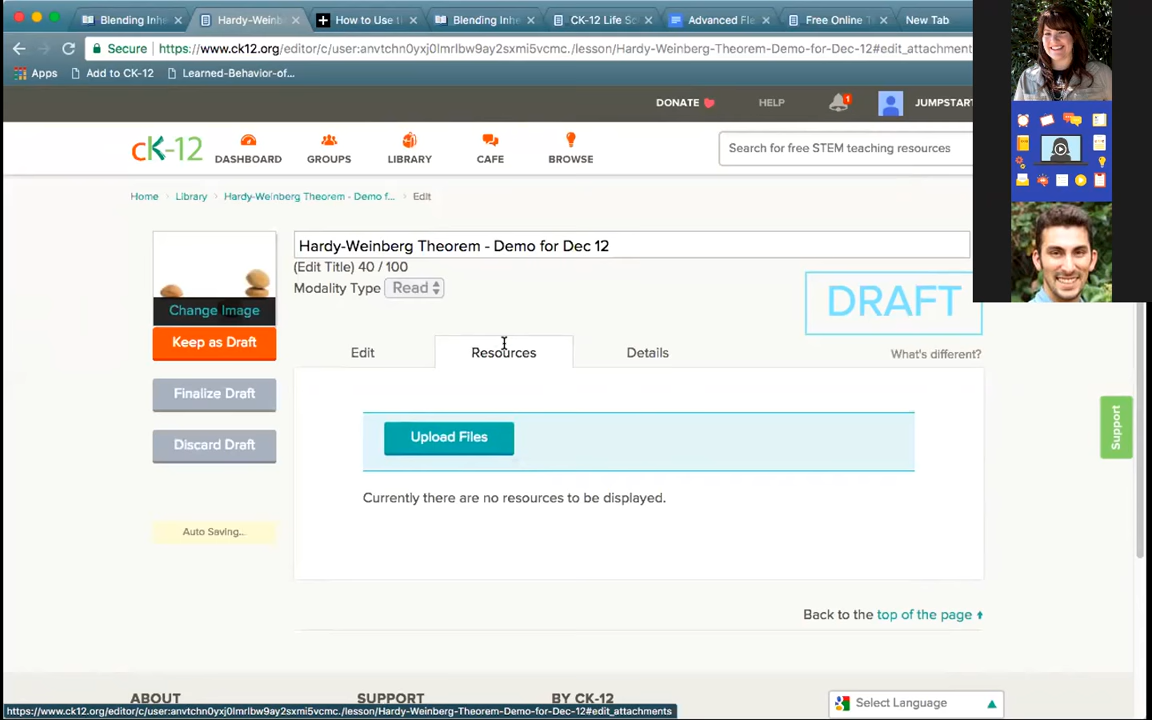 Blending Inhe
Hardy-Weinb
How to Use t
Blending Inhe
CK-12 Life Sc
Advanced Fle
Free Online T
New Tab
Secure
https://www.ck12.org/editor/c/user:anvtchn0yxj0lmrlbw9ay2sxmi5vcmc./lesson/Hardy-Weinberg-Theorem-Demo-for-Dec-12#edit_attachment
Apps
Add to CK-12
Learned-Behavior-of...
DONATE
HELP
1
JUMPSTART
cK-12
DASHBOARD
GROUPS
LIBRARY
CAFE
BROWSE
Search for free STEM teaching resources
Home
Library
Hardy-Weinberg Theorem - Demo f...
Edit
Hardy-Weinberg Theorem - Demo for Dec 12
(Edit Title) 40 / 100
Modality Type Read
Change Image
DRAFT
Keep as Draft
Edit
Resources
Details
What's different?
Finalize Draft
Upload Files
Support
Discard Draft
Currently there are no resources to be displayed.
Auto Saving...
Back to the top of the page
ABOUT
SUPPORT
BY CK-12
Select Language
https://www.ck12.org/editor/c/user:anvtchn0yxj0lmrlbw9ay2sxmi5vcmc./lesson/Hardy-Weinberg-Theorem-Demo-for-Dec-12#edit_attachments